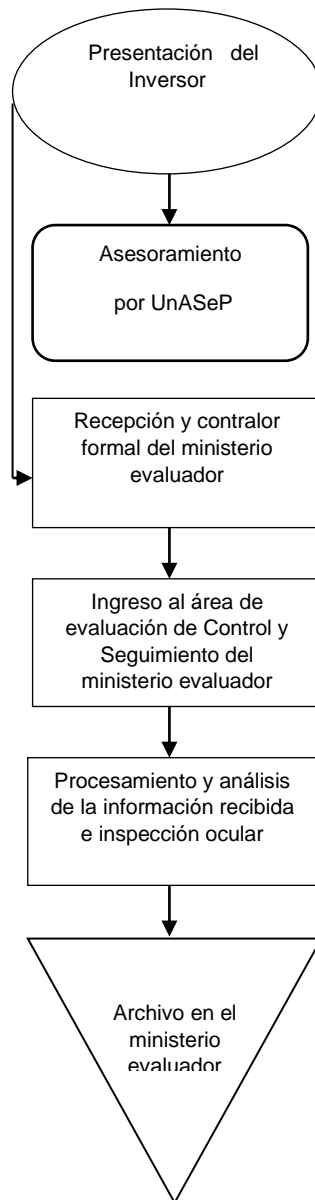 Presentación del
Inversor
Asesoramiento
por UnASeP
Recepción y contralor
formal del ministerio
evaluador
Ingreso al área de
evaluación de Control y
Seguimiento del
ministerio evaluador
Procesamiento y análisis
de la información recibida
e inspección ocular
Archivo en el
ministerio
evaluador